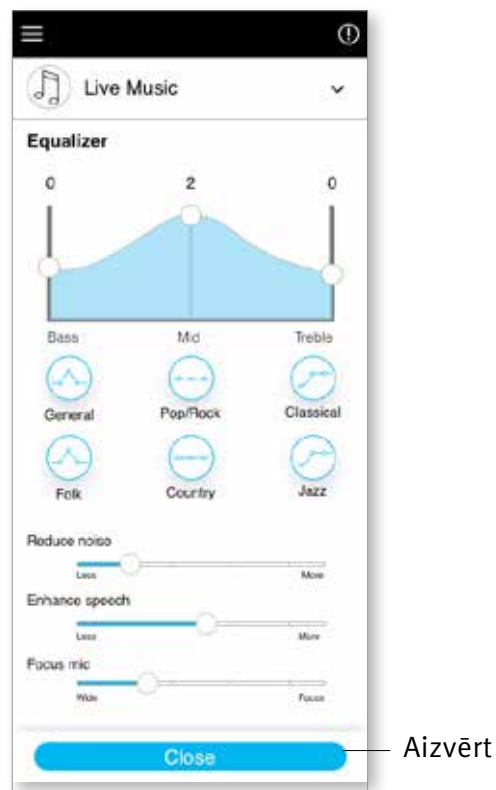 Live Music
Equalizer
0 2 0
Bass Mid Treble
General Pop/Rock Classical
Folk Country Jazz
Reduce noise
Less More
Enhance speech
Less More
Focus mic
Wide Focus
Close
Aizvērt